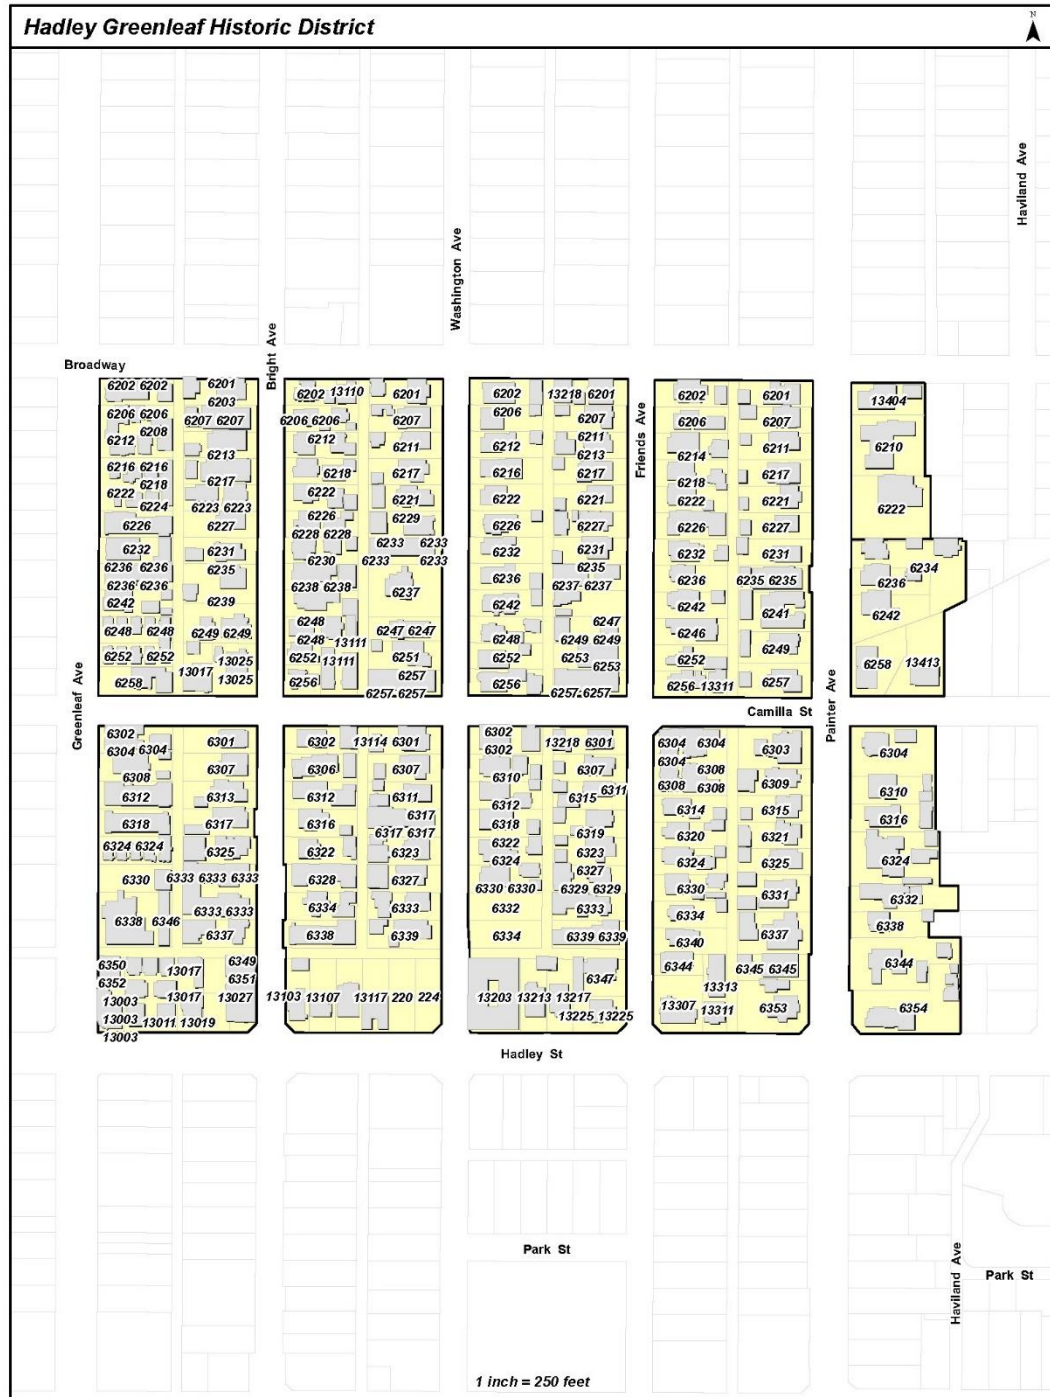 Hadley Greenleaf Historic District
N
Haviland Ave
Washington Ave
Bright Ave
Broadway
Friends Ave
6202 6202 6201
6203
6206 6206 6207 6207
6208
6212
6213
6216 6216 6217
6218
6222 6223 6223
6224
6226 6227
6232 6231
6236 6236 6235
6236 6236
6242 6239
6248 6248 6249 6249
6252 6252 13025
13017 13025
6258
6202 13110 6201
6206 6206 6207
6212 6211
6218 6217
6222 6221
6226 6229
6228 6228
6233 6233
6230 6233 6233
6238 6238 6237
6248 6247 6247
6248 13111
6252 13111 6251
6256
6257 6257
6202 13218 6201
6206 6207
6212 6211
6213
6216 6217
6222 6221
6226 6227
6232 6231
6236 6235
6237 6237
6242 6247
6248 6249 6249
6252 6253 6253
6256 6257 6257
6202 6201
6206 6207
6214 6211
6218 6217
6222 6221
6226 6227
6232 6231
6236 6235 6235
6242 6241
6246 6249
6252
6256 13311 6257
13404
6210
6222
6234
6236
6242
6258 13413
Greenleaf Ave
Painter Ave
Camilla St
6302 6301
6304 6304
6308 6307
6312 6313
6318 6317
6324 6324 6325
6330 6333 6333 6333
6333 6333
6338 6346 6337
6350 13017 6349
6352 6351
13003 13017 13027
13003 13011 13019
13003
6302 13114 6301
6306 6307
6312 6311
6316 6317
6317 6317
6322 6323
6328 6327
6334 6333
6338 6339
13103 13107 13117 220 224
6302 13218 6301
6302
6310 6307
6312 6315 6311
6318 6319
6322 6323
6324 6327
6330 6330 6329 6329
6332 6333
6334 6339 6339
6347
13203 13213 13217
13225 13225
6304 6304 6303
6304
6308
6308 6308 6309
6314 6315
6320 6321
6324 6325
6330 6331
6334 6337
6340
6344 6345 6345
13313
13307 13311 6353
6304
6310
6316
6324
6332
6338
6344
6354
Hadley St
Park St
Haviland Ave
Park St
1 inch = 250 feet